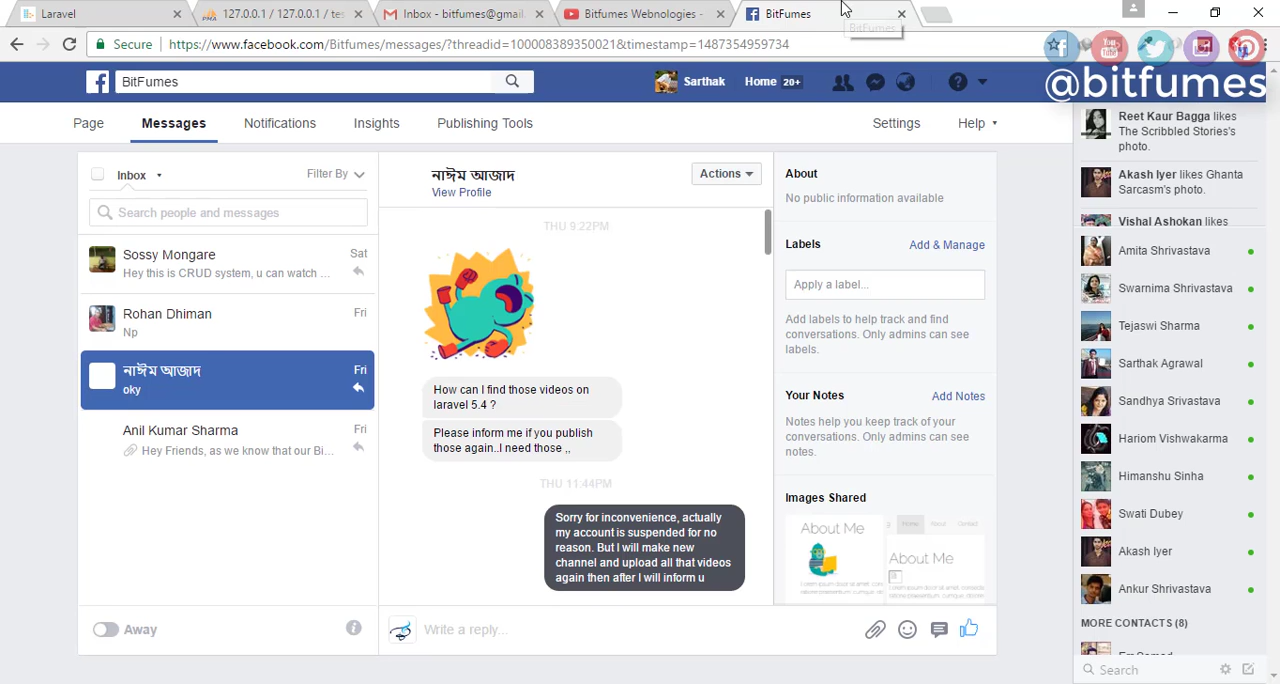 Laravel
127.0.0.1 / 127.0.0.1 / tes
Inbox - bitfumes@gmail.
Bitfumes Webnologies -
BitFumes
BitFumes
Secure
https://www.facebook.com/Bitfumes/messages/?threadid=100008389350021&timestamp=1487354959734
BitFumes
Sarthak
Home 20+
@bitfumes
Page
Messages
Notifications
Insights
Publishing Tools
Settings
Help
Inbox
Filter By
Search people and messages
Sossy Mongare
Sat
Hey this is CRUD system, u can watch ...
Rohan Dhiman
Fri
Np
নাঈম আজাদ
Fri
oky
Anil Kumar Sharma
Fri
Hey Friends, as we know that our Bi...
Away
নাঈম আজাদ
View Profile
Actions
THU 9:22PM
How can I find those videos on
laravel 5.4 ?
Please inform me if you publish
those again..I need those ,,
THU 11:44PM
Sorry for inconvenience, actually
my account is suspended for no
reason. But I will make new
channel and upload all that videos
again then after I will inform u
Write a reply...
About
No public information available
Labels
Add & Manage
Apply a label...
Add labels to help track and find
conversations. Only admins can see
labels.
Your Notes
Add Notes
Notes help you keep track of your
conversations. Only admins can see
notes.
Images Shared
About Me
Home
About
Contact
About Me
Reet Kaur Bagga likes
The Scribbled Stories's
photo.
Akash Iyer likes Ghanta
Sarcasm's photo.
Vishal Ashokan likes
Amita Shrivastava
Swarnima Shrivastava
Tejaswi Sharma
Sarthak Agrawal
Sandhya Srivastava
Hariom Vishwakarma
Himanshu Sinha
Swati Dubey
Akash Iyer
Ankur Shrivastava
MORE CONTACTS (8)
Search